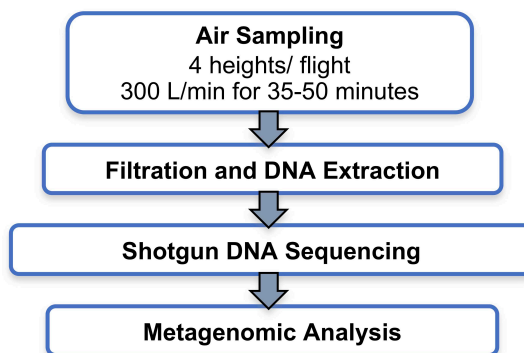 Air Sampling
4 heights/ flight
300 L/min for 35-50 minutes
Filtration and DNA Extraction
Shotgun DNA Sequencing
Metagenomic Analysis